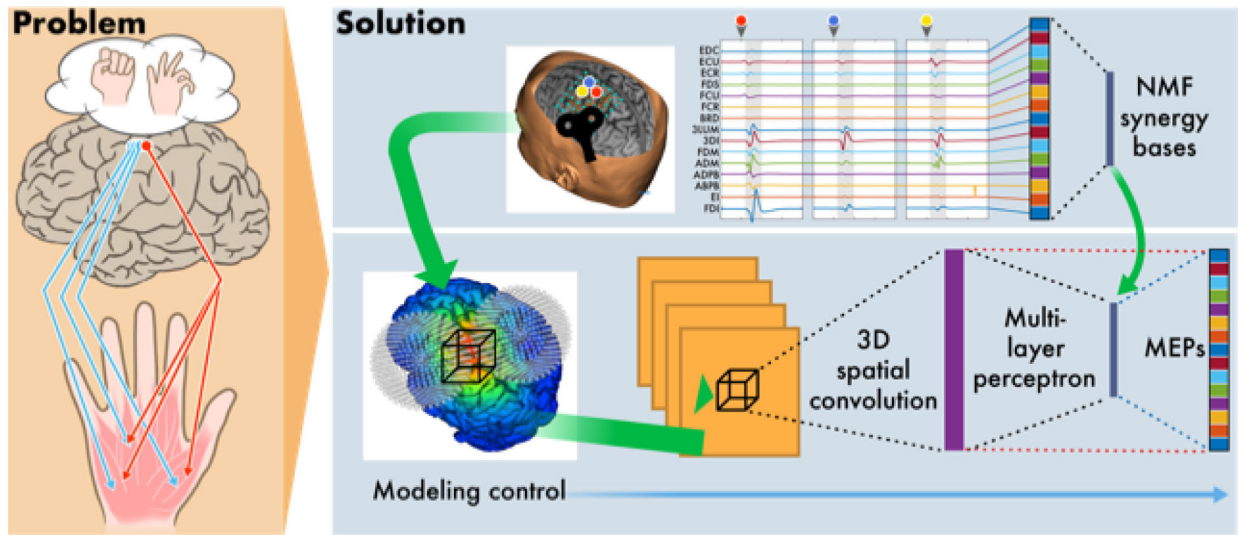 Problem
Solution
EDC
ECU
ECR
FDS
FCU
FCR
BRD
3LUM
3DI
FDM
ADM
ADPB
ABPB
EI
FDI
NMF
synergy
bases
3D
spatial
convolution
Multi-
layer
perceptron
MEPs
Modeling control